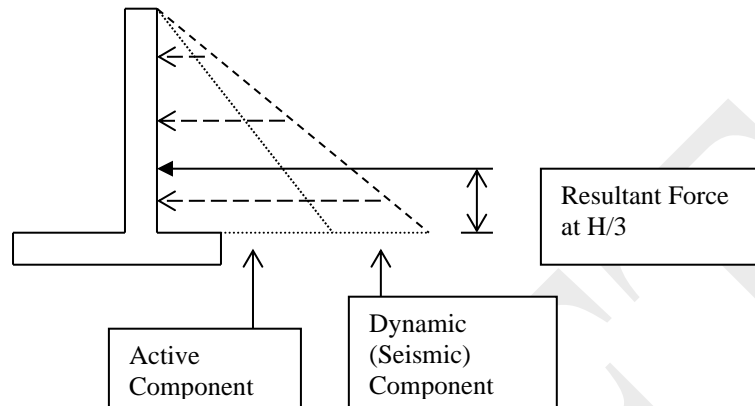 Resultant Force
at H/3
Active
Component
Dynamic
(Seismic)
Component